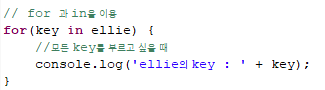 // for 과 in을 이용
for(key in ellie) {
//모든 key를 부르고 싶을 때
console.log('ellie의 key : ' + key);
}